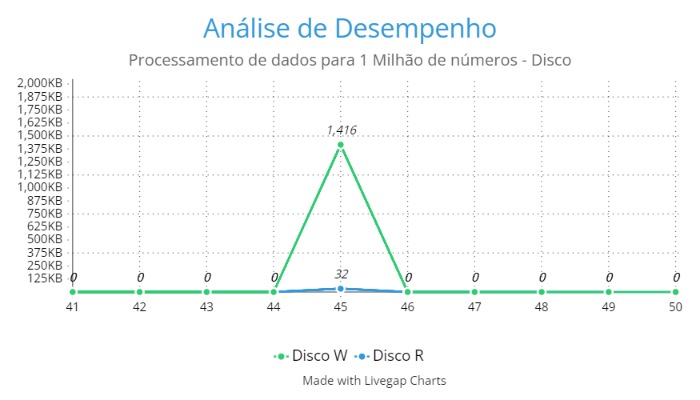 Análise de Desempenho
Processamento de dados para 1 Milhão de números - Disco
2,000KB
1,875KB
1,750KB
1,625KB
1,500KB
1,375KB
1,250KB
1,125KB
1,000KB
875KB
750KB
625KB
500KB
375KB
250KB
125KB
1,416
0 0 0 0 32 0 0 0 0 0
41 42 43 44 45 46 47 48 49 50
Disco W Disco R
Made with Livegap Charts